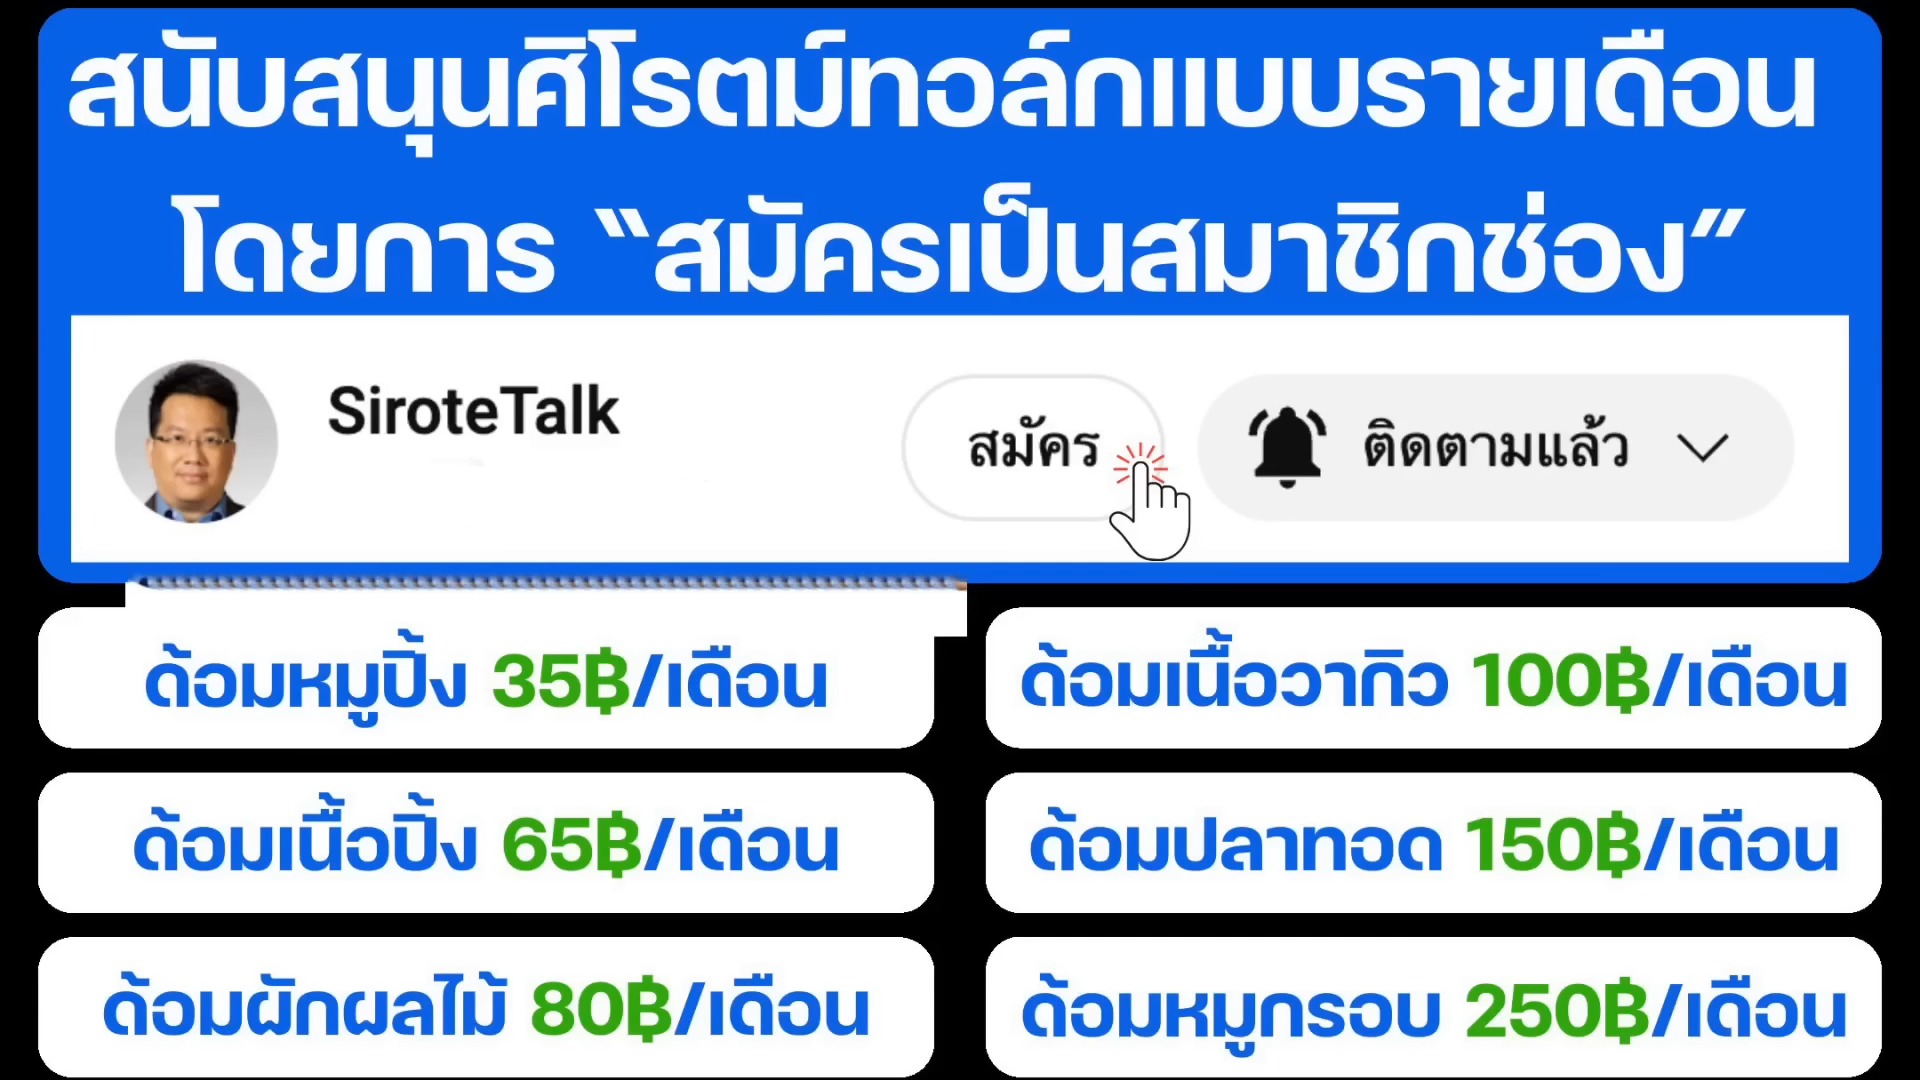 สนับสนุนศิโรตม์ทอล์กแบบรายเดือน
โดยการ “สมัครเป็นสมาชิกช่อง”
SiroteTalk
สมัคร
ติดตามแล้ว
ด้อมหมูปิ้ง 35฿/เดือน
ด้อมเนื้อวากิว 100฿/เดือน
ด้อมเนื้อปิ้ง 65฿/เดือน
ด้อมปลาทอด 150฿/เดือน
ด้อมผักผลไม้ 80฿/เดือน
ด้อมหมูกรอบ 250฿/เดือน